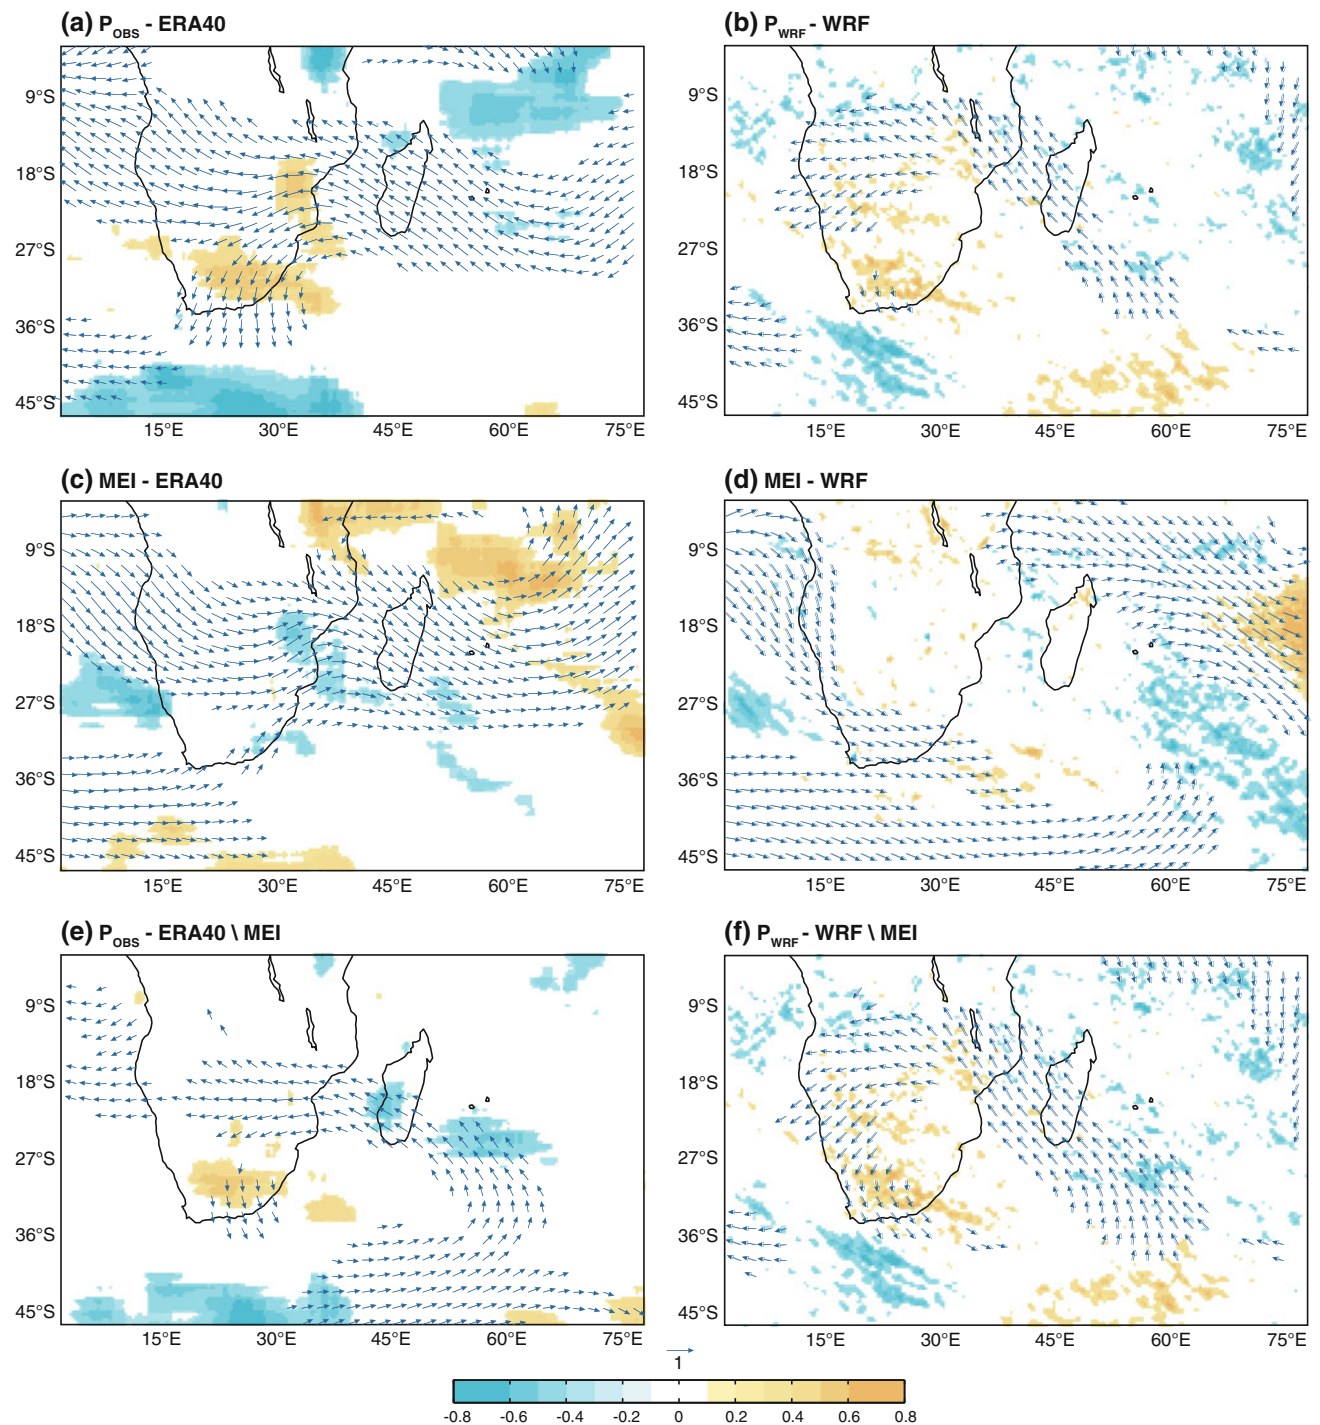 (a) P_OBS - ERA40
(b) P_WRF - WRF
9°S
18°S
27°S
36°S
45°S
15°E 30°E 45°E 60°E 75°E
9°S
18°S
27°S
36°S
45°S
15°E 30°E 45°E 60°E 75°E
(c) MEI - ERA40
(d) MEI - WRF
9°S
18°S
27°S
36°S
45°S
15°E 30°E 45°E 60°E 75°E
9°S
18°S
27°S
36°S
45°S
15°E 30°E 45°E 60°E 75°E
(e) P_OBS - ERA40 \ MEI
(f) P_WRF - WRF \ MEI
9°S
18°S
27°S
36°S
45°S
15°E 30°E 45°E 60°E 75°E
9°S
18°S
27°S
36°S
45°S
15°E 30°E 45°E 60°E 75°E
1
-0.8 -0.6 -0.4 -0.2 0 0.2 0.4 0.6 0.8